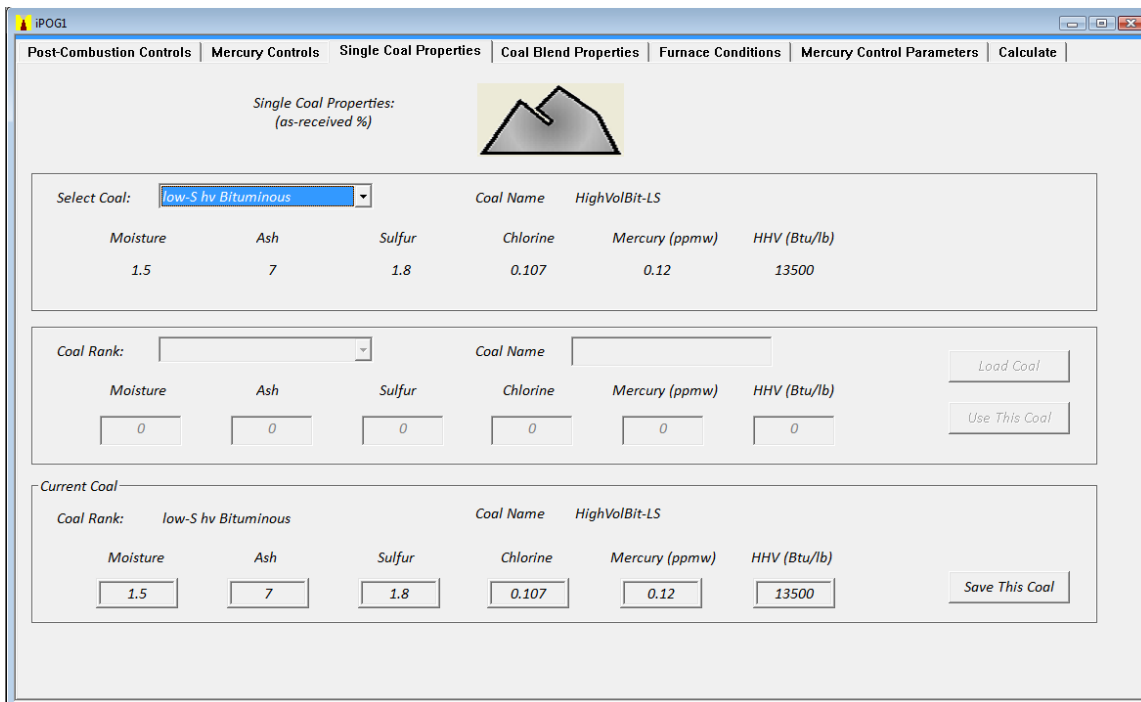 iPOG1
Post-Combustion Controls Mercury Controls Single Coal Properties Coal Blend Properties Furnace Conditions Mercury Control Parameters Calculate
Single Coal Properties:
(as-received %)
Select Coal: low-S hv Bituminous Coal Name HighVolBit-LS
Moisture Ash Sulfur Chlorine Mercury (ppmw) HHV (Btu/lb)
1.5 7 1.8 0.107 0.12 13500
Coal Rank: Coal Name
Load Coal
Moisture Ash Sulfur Chlorine Mercury (ppmw) HHV (Btu/lb)
0 0 0 0 0 0 Use This Coal
Current Coal
Coal Rank: low-S hv Bituminous Coal Name HighVolBit-LS
Moisture Ash Sulfur Chlorine Mercury (ppmw) HHV (Btu/lb)
1.5 7 1.8 0.107 0.12 13500 Save This Coal